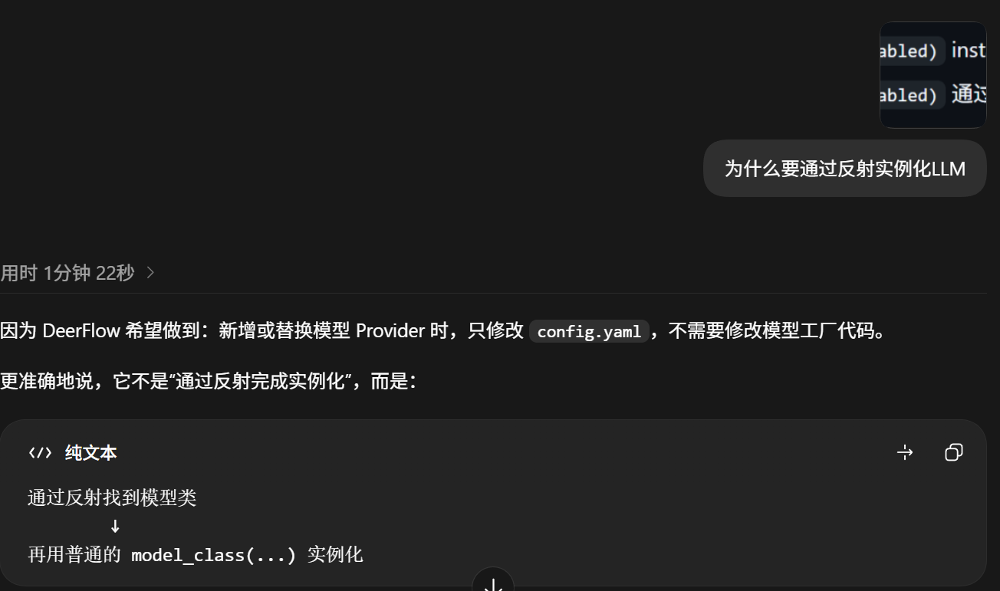 abled) inst
abled) 通过
为什么要通过反射实例化LLM
用时 1分钟 22秒
因为 DeerFlow 希望做到：新增或替换模型 Provider 时，只修改 config.yaml，不需要修改模型工厂代码。
更准确地说，它不是“通过反射完成实例化”，而是：
纯文本
通过反射找到模型类
↓
再用普通的 model_class(...) 实例化